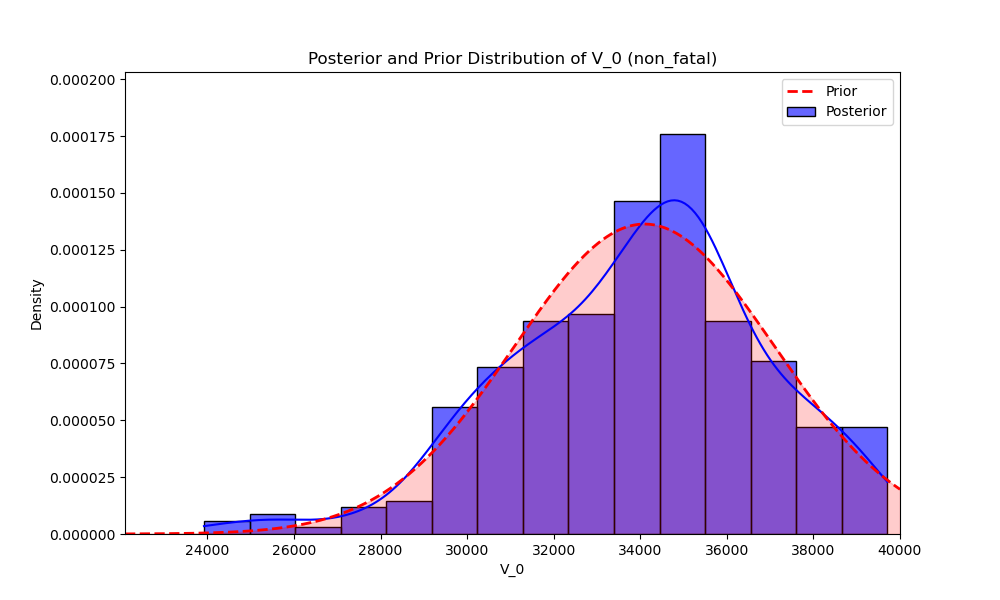 Posterior and Prior Distribution of V_0 (non_fatal)
0.000200
0.000175
0.000150
0.000125
0.000100
0.000075
0.000050
0.000025
0.000000
Density
Prior
Posterior
24000 26000 28000 30000 32000 34000 36000 38000 40000
V_0